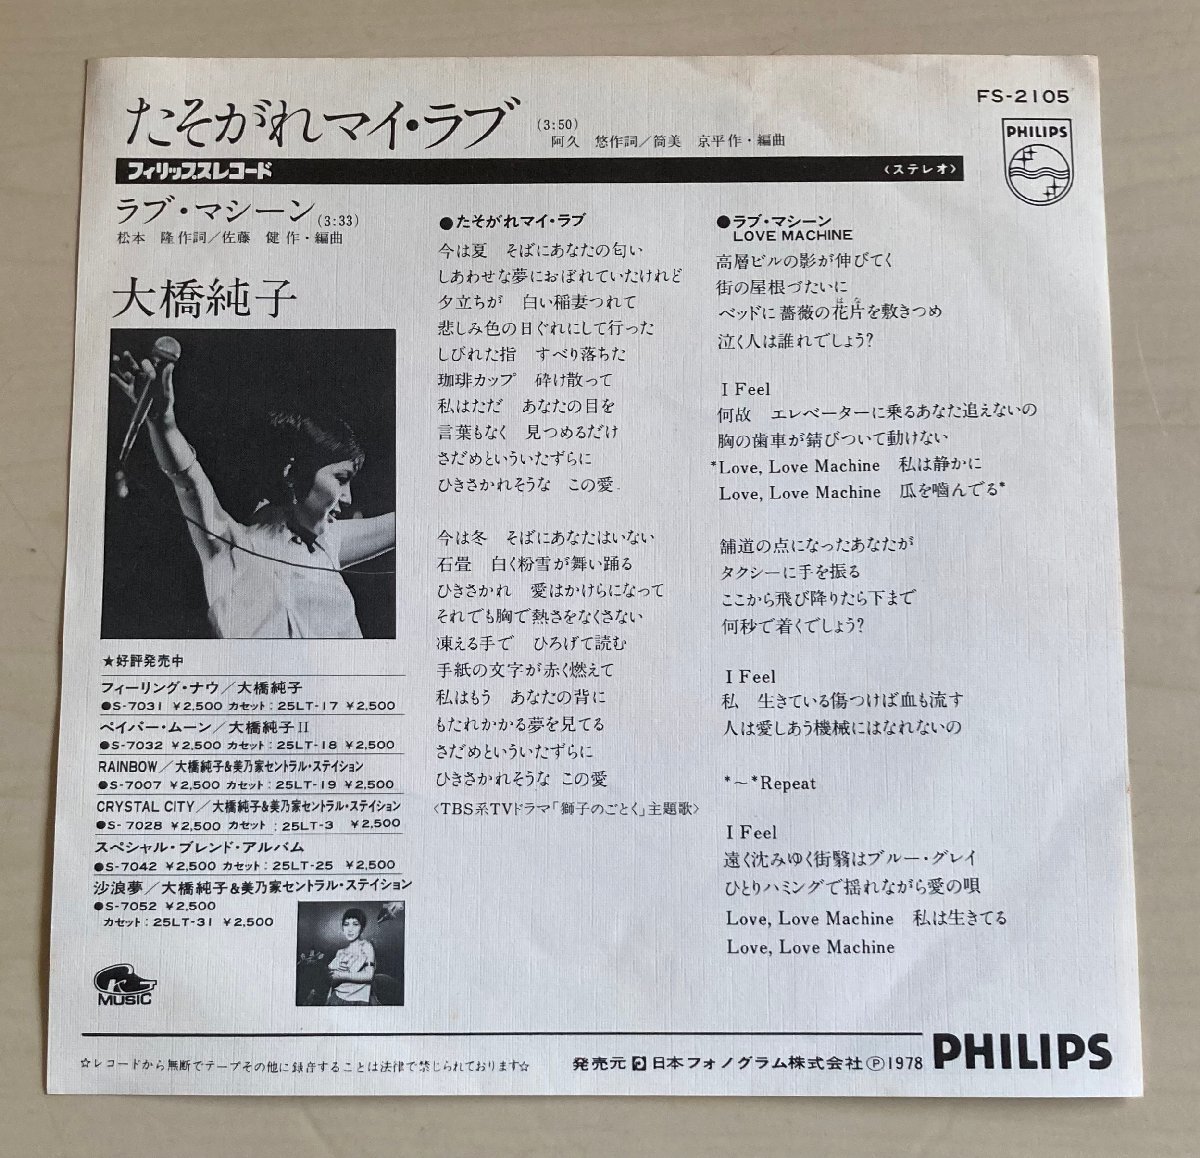 たそがれマイ・ラブ (3:50)
阿久 悠作詞／筒美 京平作・編曲
FS-2105
PHILIPS
フィリップスレコード 〈ステレオ〉
ラブ・マシーン (3:33)
松本 隆作詞／佐藤 健作・編曲
大橋純子
★好評発売中
フィーリング・ナウ／大橋純子
●S-7031 ¥2,500 カセット:25LT-17 ¥2,500
ペイパー・ムーン／大橋純子II
●S-7032 ¥2,500 カセット:25LT-18 ¥2,500
RAINBOW／大橋純子&美乃家セントラル・ステイション
●S-7007 ¥2,500 カセット:25LT-19 ¥2,500
CRYSTAL CITY／大橋純子&美乃家セントラル・ステイション
●S-7028 ¥2,500 カセット:25LT-3 ¥2,500
スペシャル・ブレンド・アルバム
●S-7042 ¥2,500 カセット:25LT-25 ¥2,500
沙浪夢／大橋純子&美乃家セントラル・ステイション
●S-7052 ¥2,500
カセット:25LT-31 ¥2,500
MUSIC
●たそがれマイ・ラブ
今は夏 そばにあなたの匂い
しあわせな夢におぼれていたけれど
夕立ちが 白い稲妻つれて
悲しみ色の日ぐれにして行った
しびれた指 すべり落ちた
珈琲カップ 砕け散って
私はただ あなたの目を
言葉もなく 見つめるだけ
さだめといういたずらに
ひきさかれそうな この愛
今は冬 そばにあなたはいない
石畳 白く粉雪が舞い踊る
ひきさかれ 愛はかけらになって
それでも胸で熱さをなくさない
凍える手で ひろげて読む
手紙の文字が赤く燃えて
私はもう あなたの背に
もたれかかる夢を見てる
さだめといういたずらに
ひきさかれそうな この愛
〈TBS系TVドラマ「獅子のごとく」主題歌〉
●ラブ・マシーン
LOVE MACHINE
高層ビルの影が伸びてく
街の屋根づたいに
ベッドに薔薇の花片を敷きつめ
泣く人は誰れでしょう?
I Feel
何故 エレベーターに乗るあなた追えないの
胸の歯車が錆びついて動けない
*Love, Love Machine 私は静かに
Love, Love Machine 瓜を嚙んでる*
舗道の点になったあなたが
タクシーに手を振る
ここから飛び降りたら下まで
何秒で着くでしょう?
I Feel
私 生きている傷つけば血も流す
人は愛しあう機械にはなれないの
*～*Repeat
I Feel
遠く沈みゆく街翳はブルー・グレイ
ひとりハミングで揺れながら愛の唄
Love, Love Machine 私は生きてる
Love, Love Machine
☆レコードから無断でテープその他に録音することは法律で禁じられております☆
発売元 日本フォノグラム株式会社 Ⓟ1978
PHILIPS